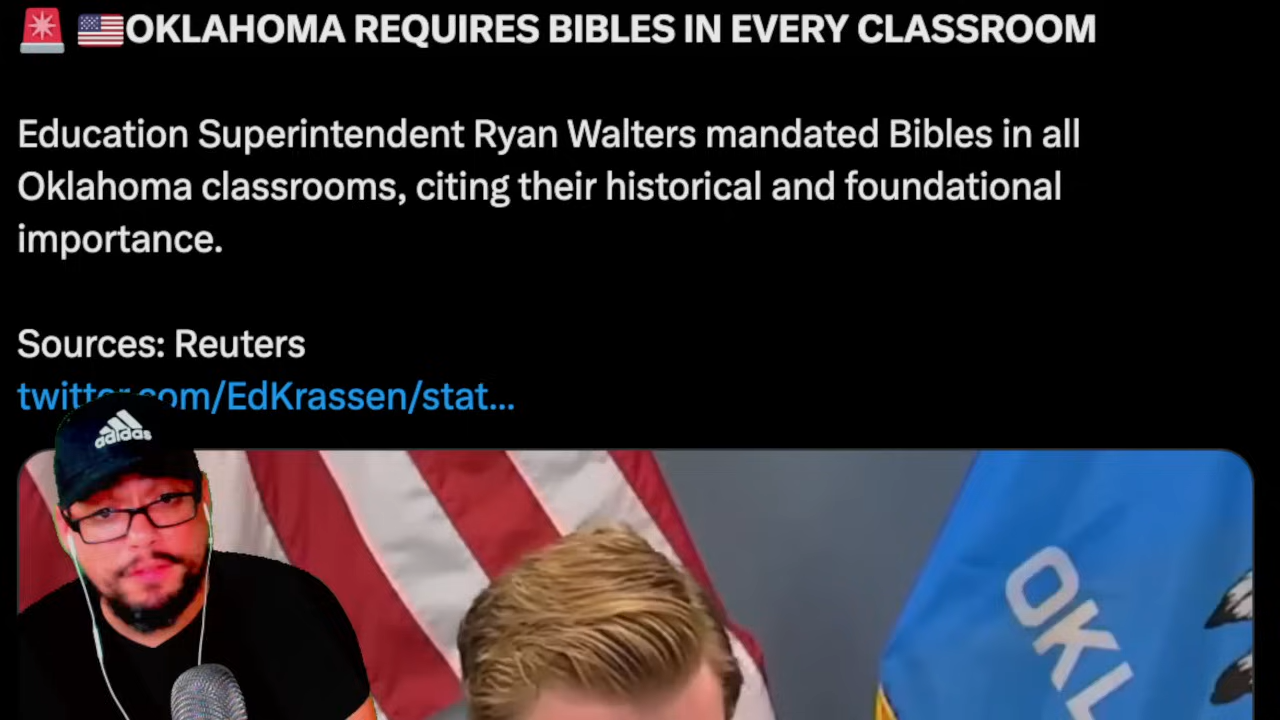 🚨 🇺🇸OKLAHOMA REQUIRES BIBLES IN EVERY CLASSROOM
Education Superintendent Ryan Walters mandated Bibles in all
Oklahoma classrooms, citing their historical and foundational
importance.
Sources: Reuters
twitter.com/EdKrassen/stat...
adidas
OKL